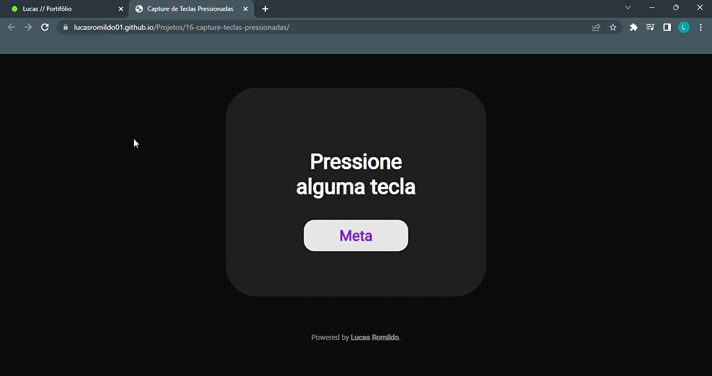 Lucas // Portifólio
Capture de Teclas Pressionadas
lucasromildo01.github.io/Projetos/16-capture-teclas-pressionadas/
L
Pressione
alguma tecla
Meta
Powered by Lucas Romildo.